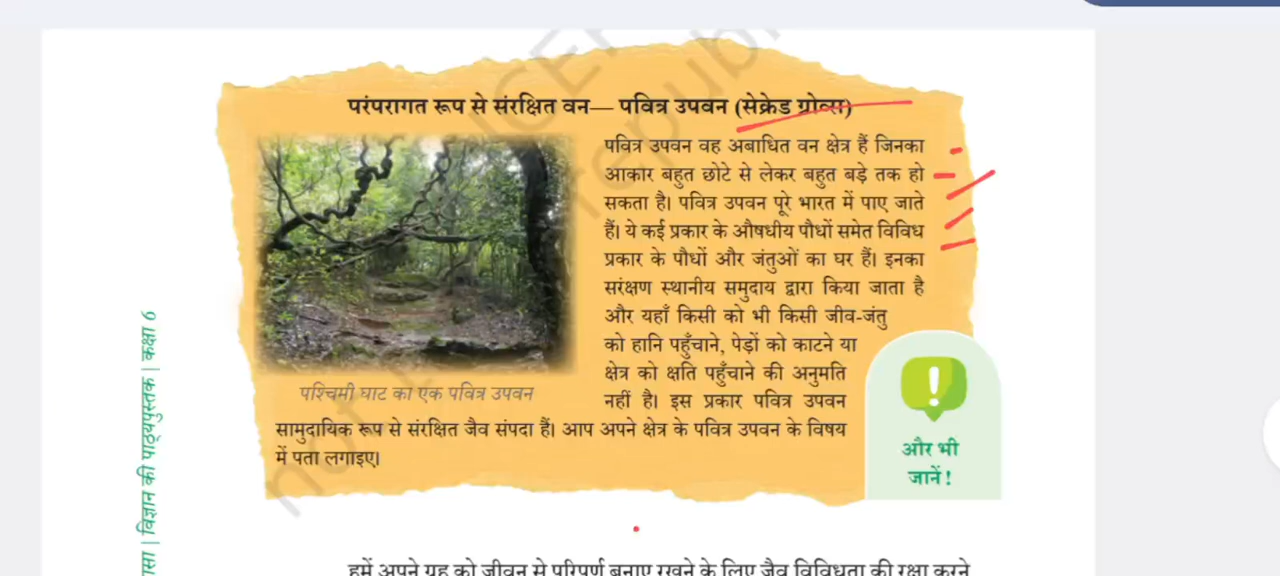 परंपरागत रूप से संरक्षित वन— पवित्र उपवन (सेक्रेड ग्रोव्स)
पवित्र उपवन वह अबाधित वन क्षेत्र हैं जिनका
आकार बहुत छोटे से लेकर बहुत बड़े तक हो
सकता है। पवित्र उपवन पूरे भारत में पाए जाते
हैं। ये कई प्रकार के औषधीय पौधों समेत विविध
प्रकार के पौधों और जंतुओं का घर हैं। इनका
सरंक्षण स्थानीय समुदाय द्वारा किया जाता है
और यहाँ किसी को भी किसी जीव-जंतु
को हानि पहुँचाने, पेड़ों को काटने या
क्षेत्र को क्षति पहुँचाने की अनुमति
नहीं है। इस प्रकार पवित्र उपवन
सामुदायिक रूप से संरक्षित जैव संपदा हैं। आप अपने क्षेत्र के पवित्र उपवन के विषय
में पता लगाइए।
पश्चिमी घाट का एक पवित्र उपवन
और भी
जानें!
विज्ञान की पाठ्यपुस्तक | कक्षा 6
हमें अपने ग्रह को जीवन से परिपूर्ण बनाए रखने के लिए जैव विविधता की रक्षा करने